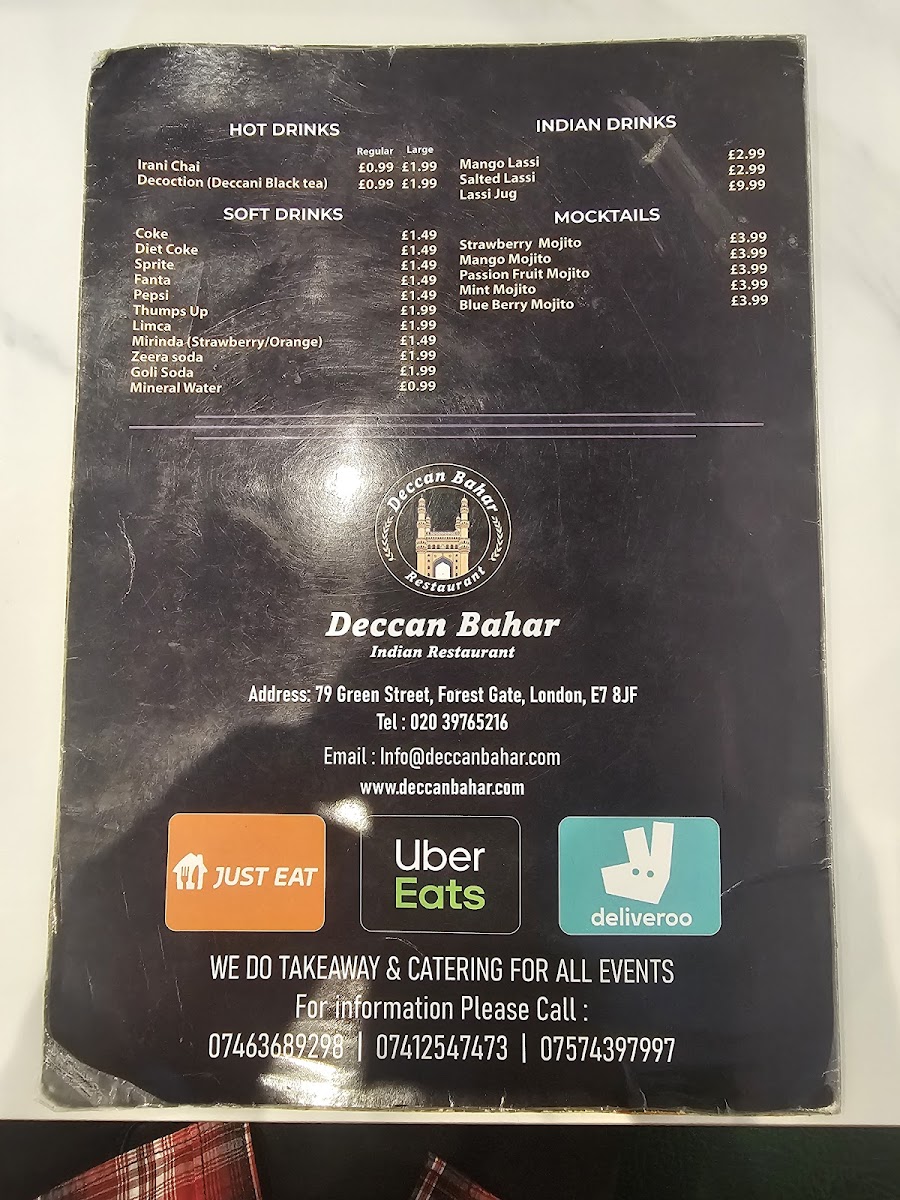 HOT DRINKS
Regular Large
Irani Chai £0.99 £1.99
Decoction (Deccani Black tea) £0.99 £1.99
SOFT DRINKS
Coke £1.49
Diet Coke £1.49
Sprite £1.49
Fanta £1.49
Pepsi £1.49
Thumps Up £1.99
Limca £1.99
Mirinda (Strawberry/Orange) £1.49
Zeera soda £1.99
Goli Soda £1.99
Mineral Water £0.99
INDIAN DRINKS
Mango Lassi £2.99
Salted Lassi £2.99
Lassi Jug £9.99
MOCKTAILS
Strawberry Mojito £3.99
Mango Mojito £3.99
Passion Fruit Mojito £3.99
Mint Mojito £3.99
Blue Berry Mojito £3.99
Deccan Bahar
Restaurant
Deccan Bahar
Indian Restaurant
Address: 79 Green Street, Forest Gate, London, E7 8JF
Tel : 020 39765216
Email : Info@deccanbahar.com
www.deccanbahar.com
JUST EAT
Uber
Eats
deliveroo
WE DO TAKEAWAY & CATERING FOR ALL EVENTS
For information Please Call :
07463689298 | 07412547473 | 07574397997